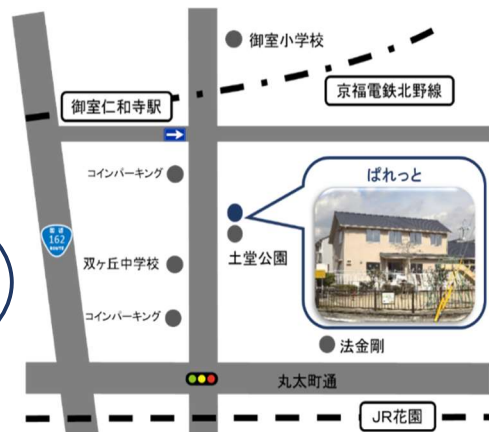 御室小学校
京福電鉄北野線
御室仁和寺駅
コインパーキング
ぱれっと
国道
162
ROUTE
土堂公園
双ヶ丘中学校
コインパーキング
法金剛
丸太町通
JR花園